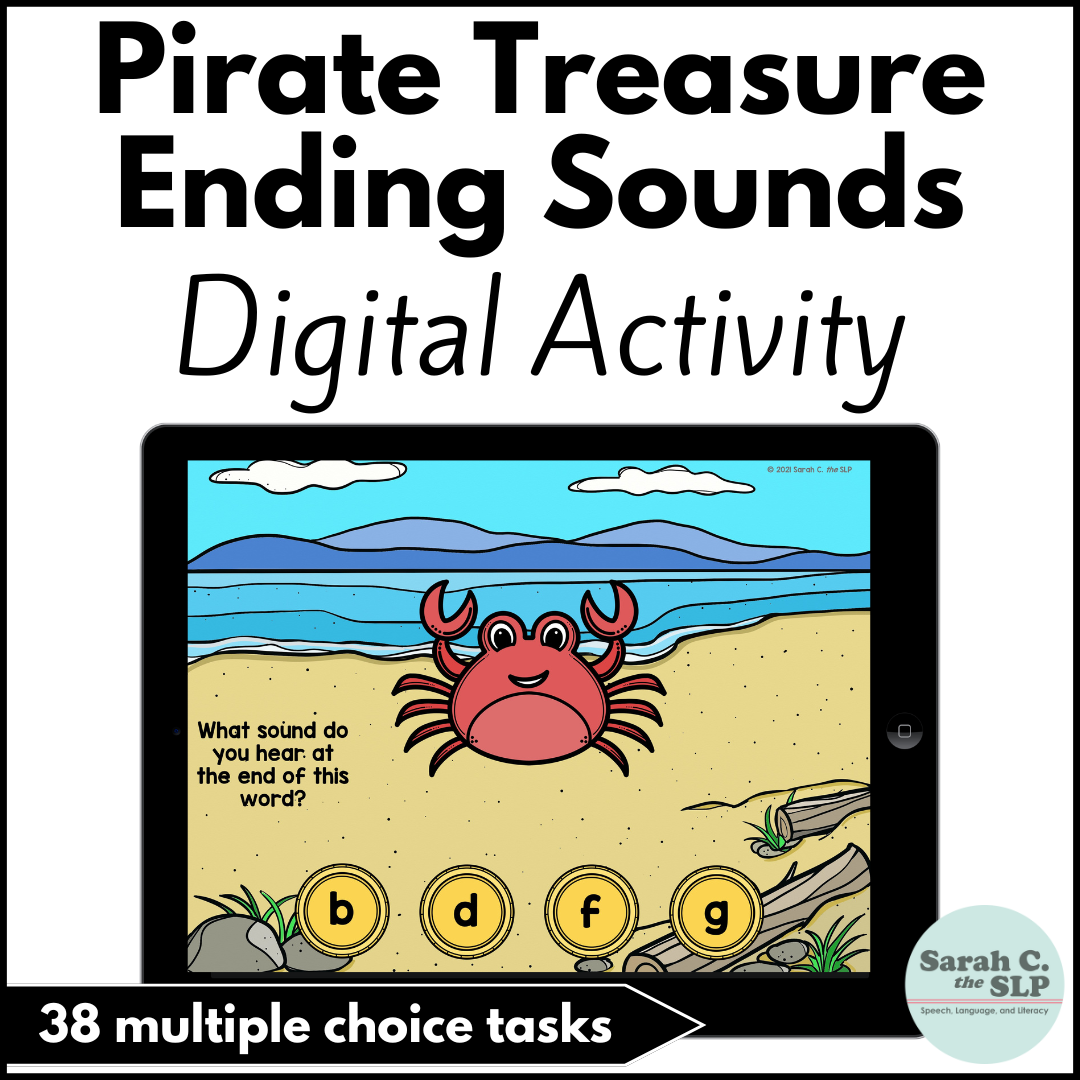 Pirate Treasure
Ending Sounds
Digital Activity
© 2021 Sarah C. the SLP
What sound do
you hear at
the end of this
word?
b d f g
38 multiple choice tasks
Sarah C.
the SLP
Speech, Language, and Literacy